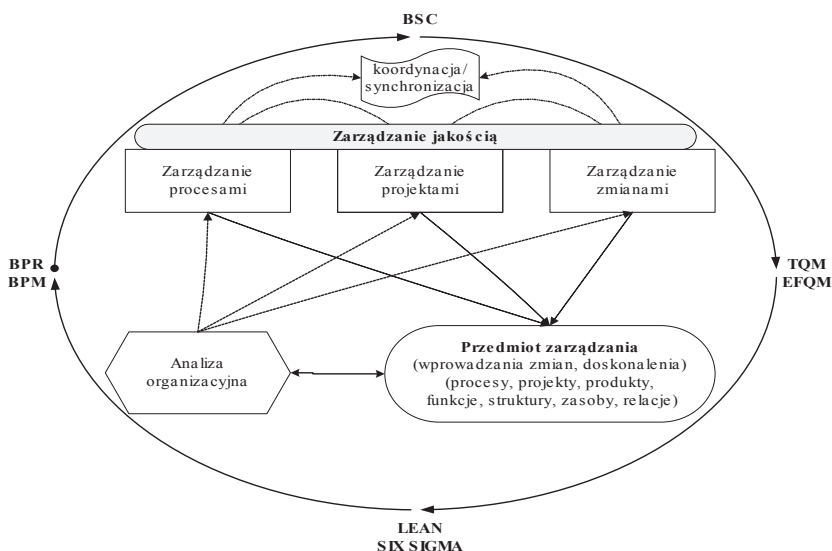 BSC
koordynacja/
synchronizacja
Zarządzanie jakością
Zarządzanie
procesami
Zarządzanie
projektami
Zarządzanie
zmianami
BPR
BPM
TQM
EFQM
Analiza
organizacyjna
Przedmiot zarządzania
(wprowadzania zmian, doskonalenia)
(procesy, projekty, produkty,
funkcje, struktury, zasoby, relacje)
LEAN
SIX SIGMA